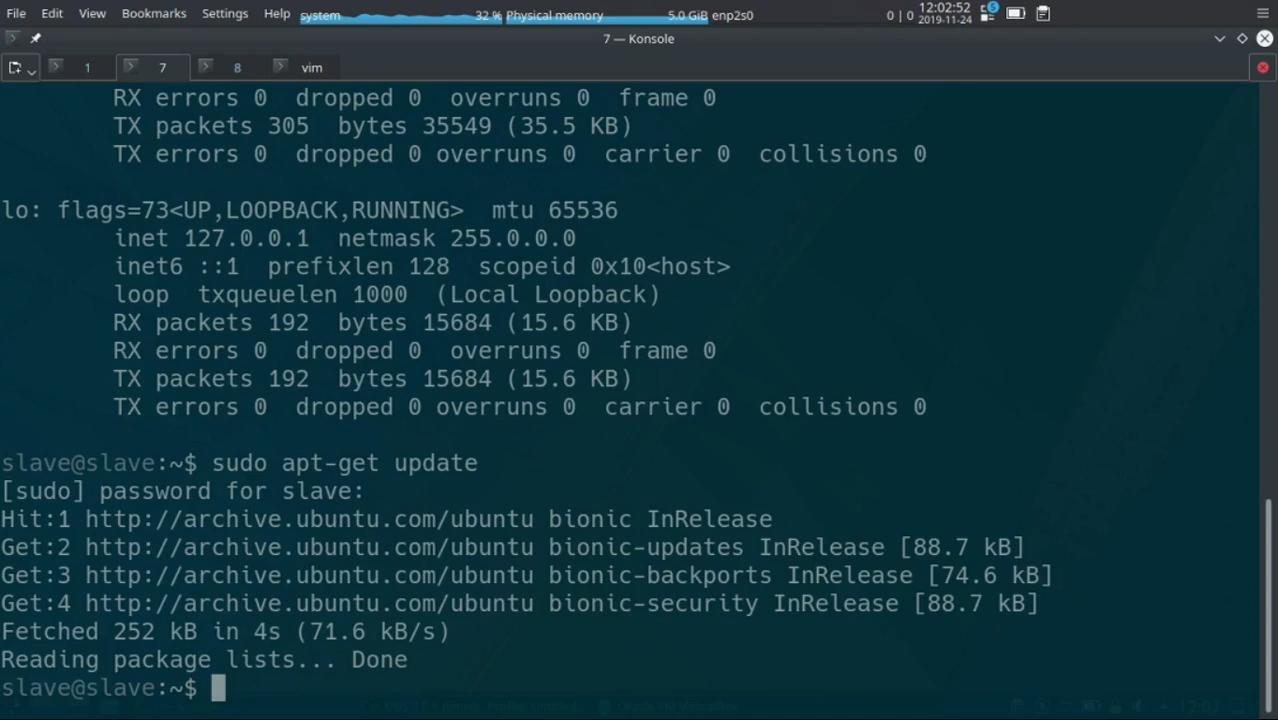 File Edit View Bookmarks Settings Help system 32 % Physical memory 5.0 GiB enp2s0 0 | 0 12:02:52 5
2019-11-24
7 — Konsole
1 7 8 vim
RX errors 0 dropped 0 overruns 0 frame 0
TX packets 305 bytes 35549 (35.5 KB)
TX errors 0 dropped 0 overruns 0 carrier 0 collisions 0
lo: flags=73<UP,LOOPBACK,RUNNING> mtu 65536
inet 127.0.0.1 netmask 255.0.0.0
inet6 ::1 prefixlen 128 scopeid 0x10<host>
loop txqueuelen 1000 (Local Loopback)
RX packets 192 bytes 15684 (15.6 KB)
RX errors 0 dropped 0 overruns 0 frame 0
TX packets 192 bytes 15684 (15.6 KB)
TX errors 0 dropped 0 overruns 0 carrier 0 collisions 0
slave@slave:~$ sudo apt-get update
[sudo] password for slave:
Hit:1 http://archive.ubuntu.com/ubuntu bionic InRelease
Get:2 http://archive.ubuntu.com/ubuntu bionic-updates InRelease [88.7 kB]
Get:3 http://archive.ubuntu.com/ubuntu bionic-backports InRelease [74.6 kB]
Get:4 http://archive.ubuntu.com/ubuntu bionic-security InRelease [88.7 kB]
Fetched 252 kB in 4s (71.6 kB/s)
Reading package lists... Done
slave@slave:~$